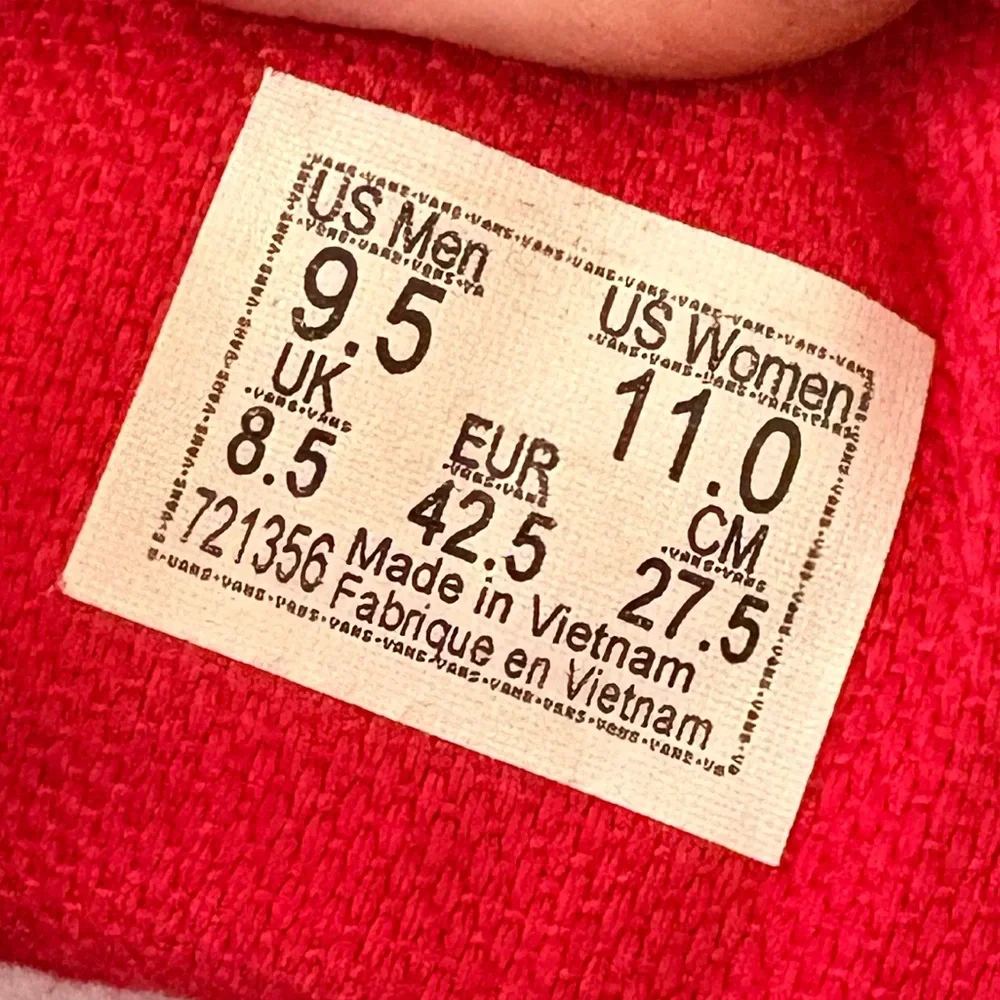 US Men
US Women
9.5
11.0
UK
EUR
CM
8.5
42.5
27.5
721356
Made in Vietnam
Fabrique en Vietnam